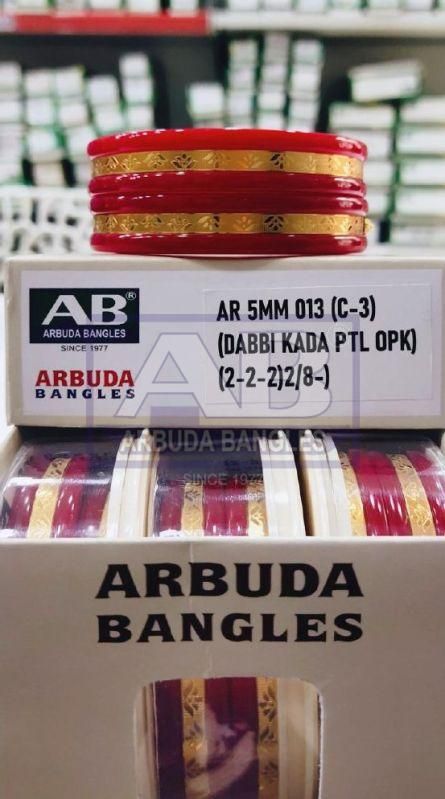 AB®
ARBUDA BANGLES
SINCE 1977
ARBUDA
BANGLES
AR 5MM 013 (C-3)
(DABBI KADA PTL OPK)
(2-2-2)2/8-)
AB®
ARBUDA BANGLES
SINCE 1977
ARBUDA
BANGLES